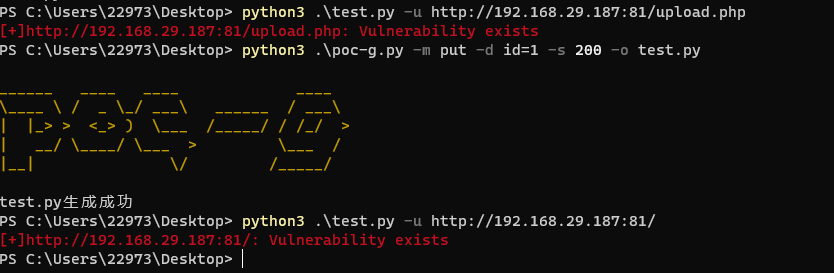 PS C:\Users\22973\Desktop> python3 .\test.py -u http://192.168.29.187:81/upload.php
[+]http://192.168.29.187:81/upload.php: Vulnerability exists
PS C:\Users\22973\Desktop> python3 .\poc-g.py -m put -d id=1 -s 200 -o test.py
POC-G
test.py生成成功
PS C:\Users\22973\Desktop> python3 .\test.py -u http://192.168.29.187:81/
[+]http://192.168.29.187:81/: Vulnerability exists
PS C:\Users\22973\Desktop>